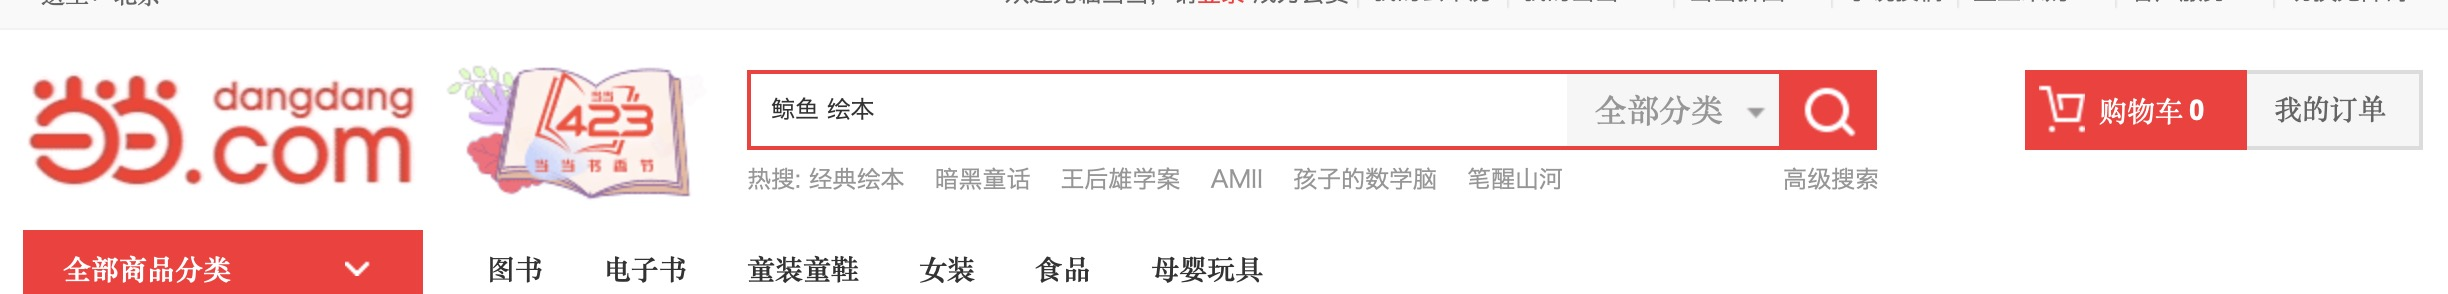 dangdang
.com
当当
423
当当书香节
鲸鱼 绘本
全部分类
购物车 0
我的订单
热搜: 经典绘本 暗黑童话 王后雄学案 AMII 孩子的数学脑 笔醒山河 高级搜索
全部商品分类 图书 电子书 童装童鞋 女装 食品 母婴玩具